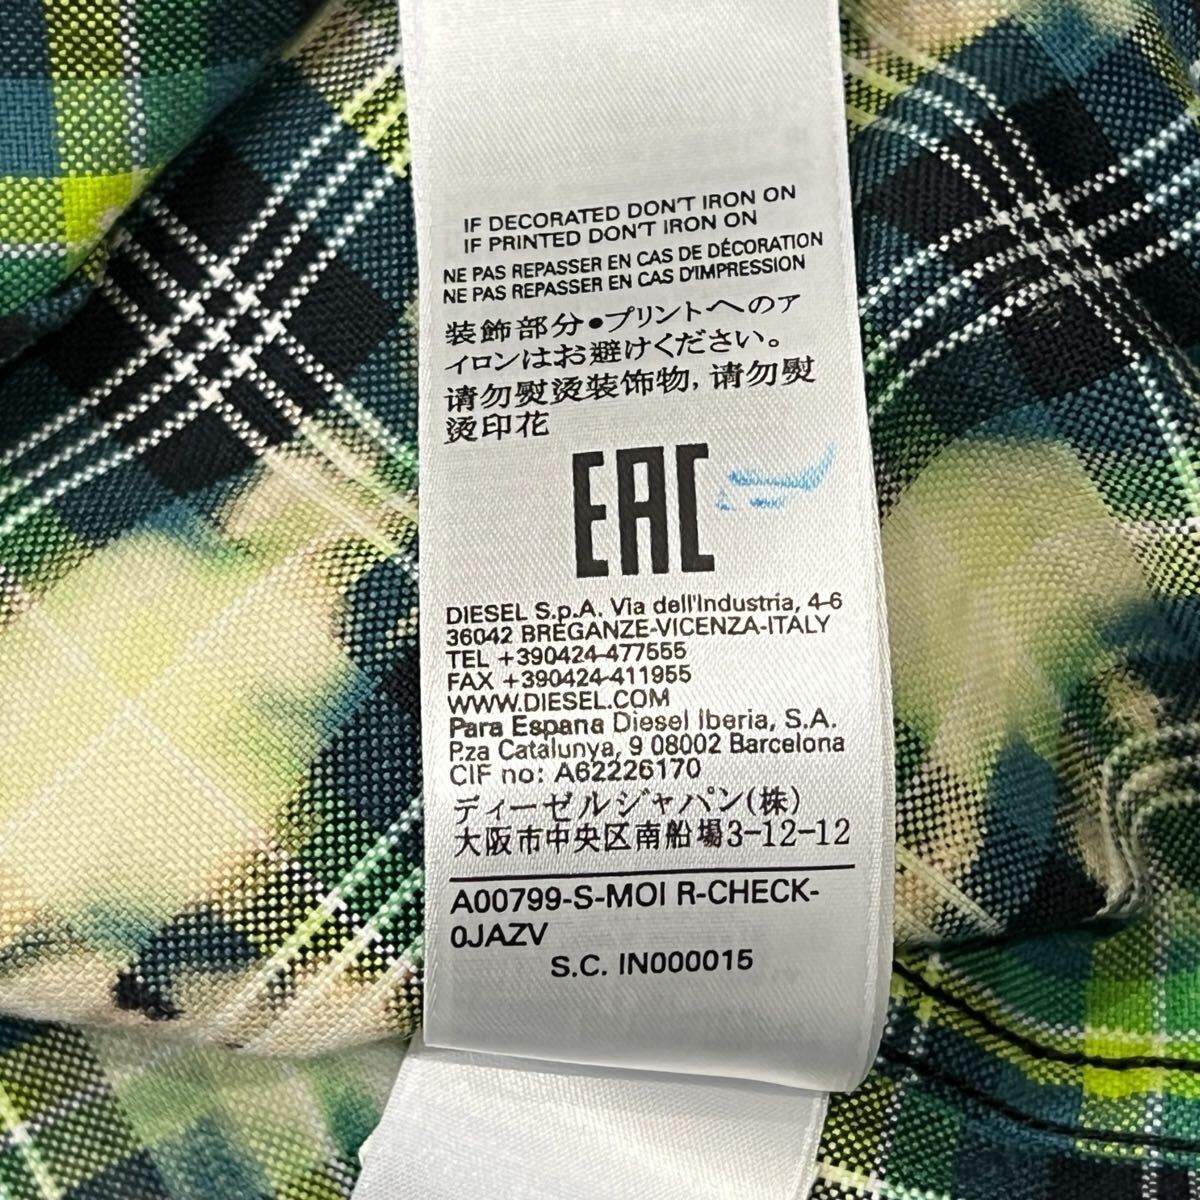 IF DECORATED DON'T IRON ON
IF PRINTED DON'T IRON ON
NE PAS REPASSER EN CAS DE DÉCORATION
NE PAS REPASSER EN CAS D'IMPRESSION
装飾部分●プリントへのア
イロンはお避けください。
请勿熨烫装饰物, 请勿熨
烫印花
EAC
DIESEL S.p.A. Via dell'Industria, 4-6
36042 BREGANZE-VICENZA-ITALY
TEL +390424-477555
FAX +390424-411955
WWW.DIESEL.COM
Para Espana Diesel Iberia, S.A.
P.za Catalunya, 9 08002 Barcelona
CIF no: A62226170
ディーゼルジャパン(株)
大阪市中央区南船場3-12-12
A00799-S-MOI R-CHECK-
0JAZV
S.C. IN000015